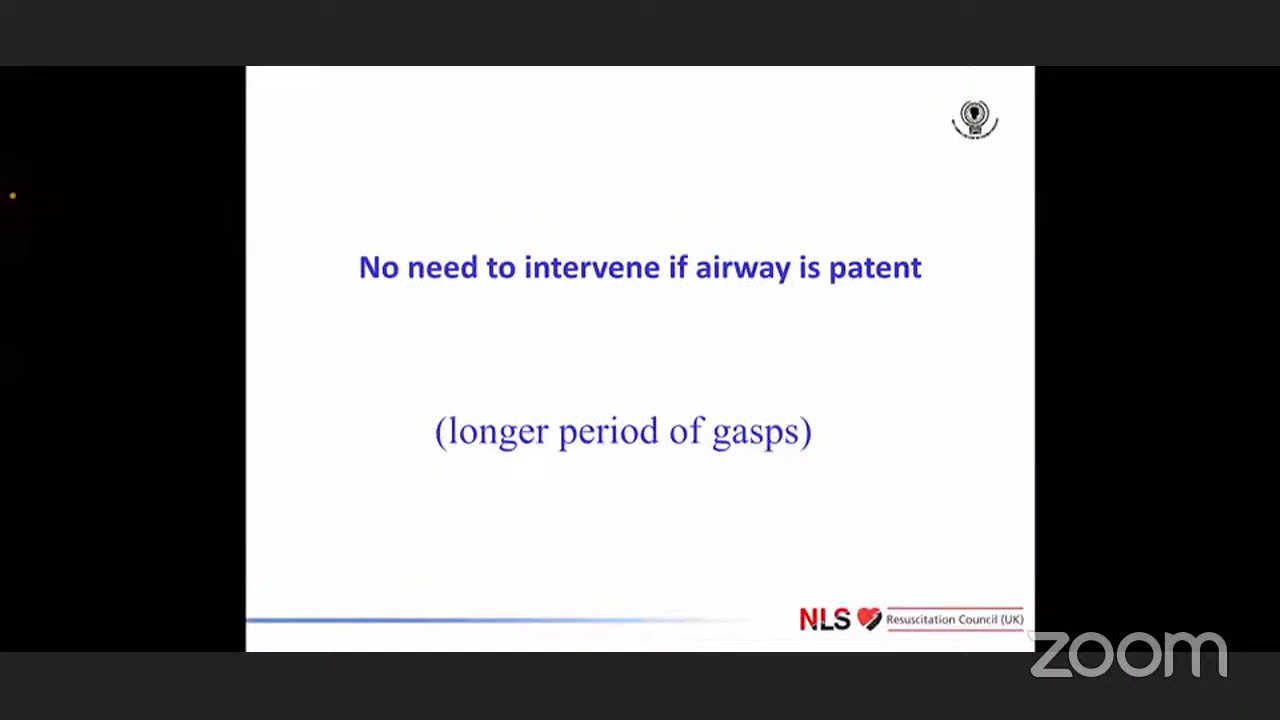 No need to intervene if airway is patent
(longer period of gasps)
NLS Resuscitation Council (UK)
zoom